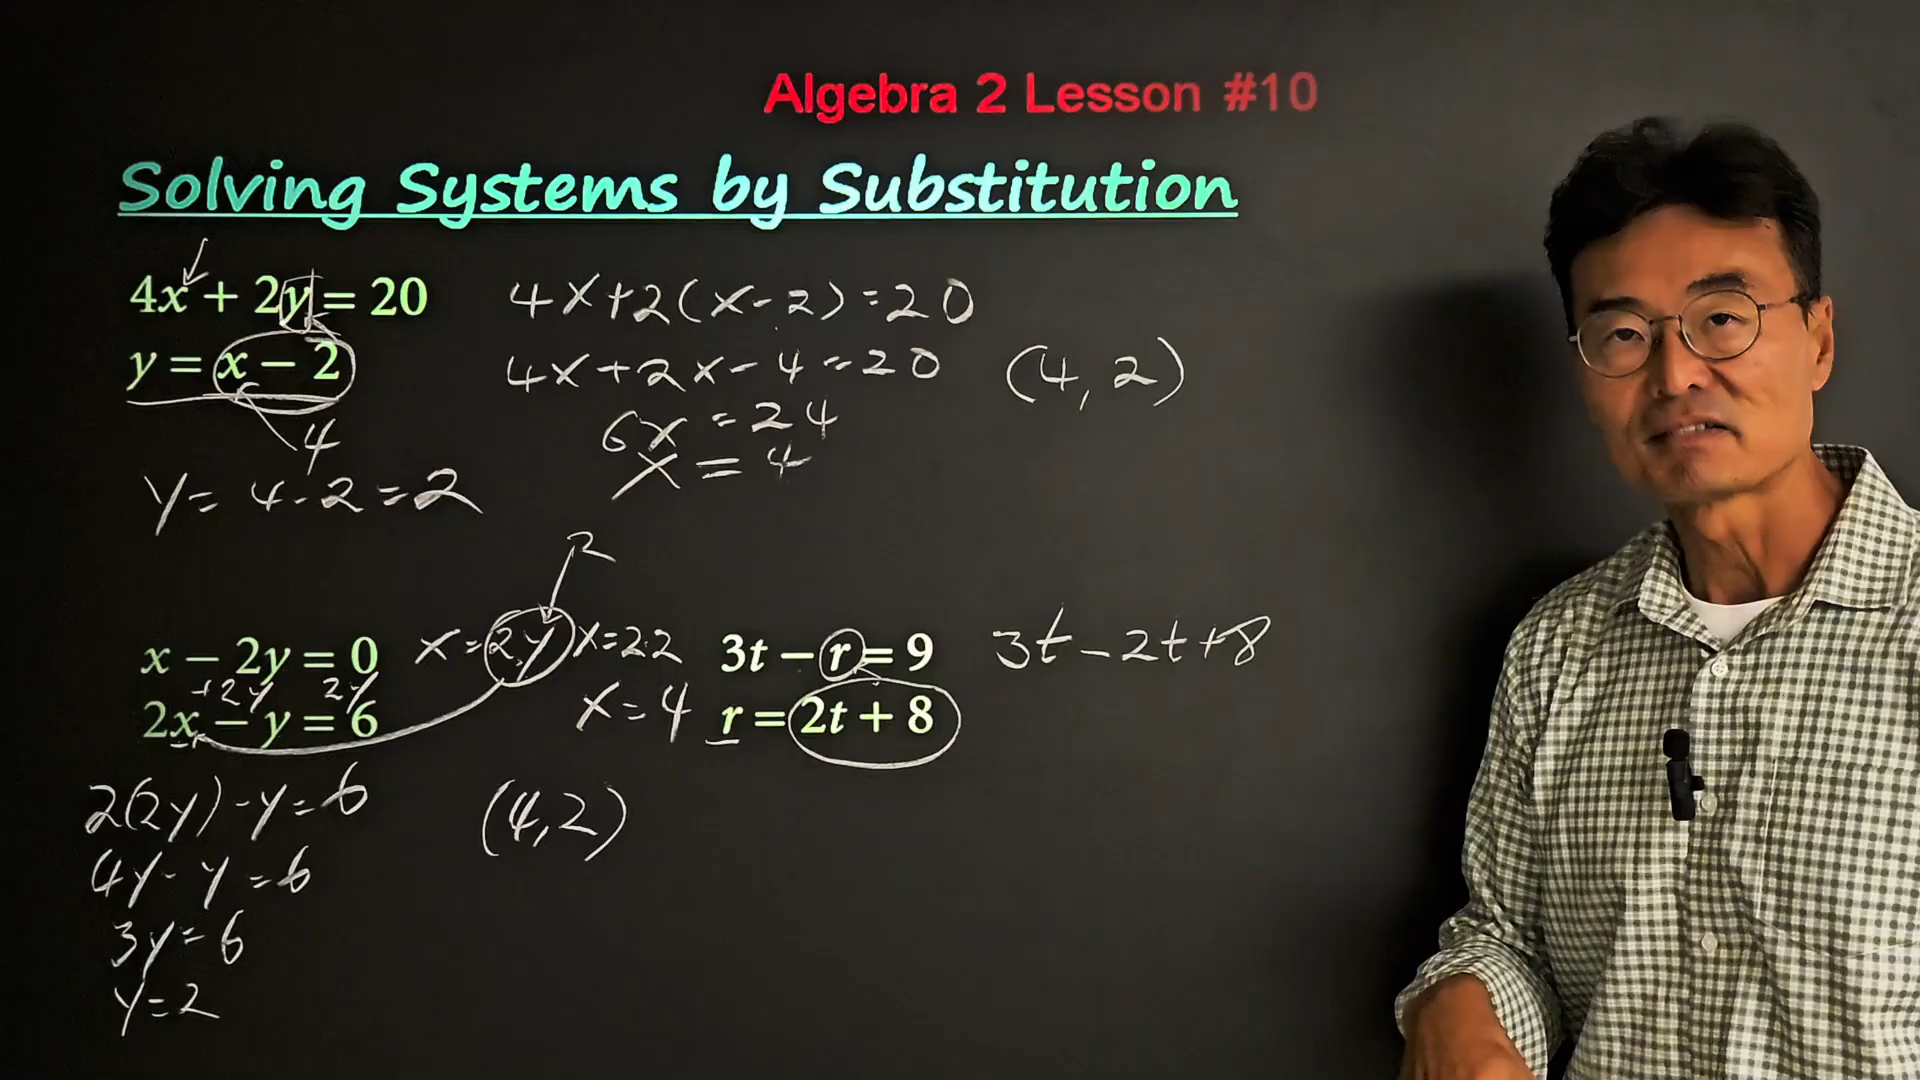 Algebra 2 Lesson #10
Solving Systems by Substitution
4x + 2y = 20
y = x − 2
4
y = 4 - 2 = 2
4x+2(x-2)=20
4x+2x-4=20
6x = 24
x = 4
(4,2)
x − 2y = 0
+2y 2y
2x − y = 6
2(2y)-y=6
4y- y =6
3y=6
y=2
2
x=2y x=2·2
x=4
(4,2)
3t − r = 9
r = 2t + 8
3t-2t+8